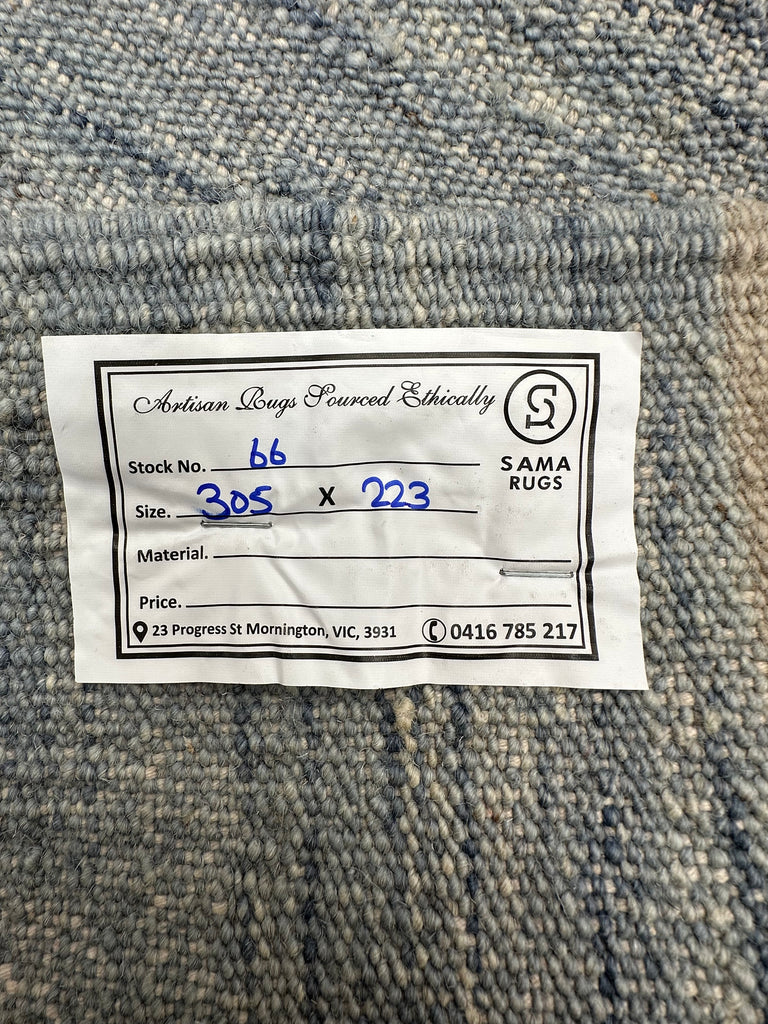 Artisan Rugs Sourced Ethically
SR
SAMA
RUGS
Stock No. 66
Size. 305 X 223
Material.
Price.
23 Progress St Mornington, VIC, 3931
0416 785 217